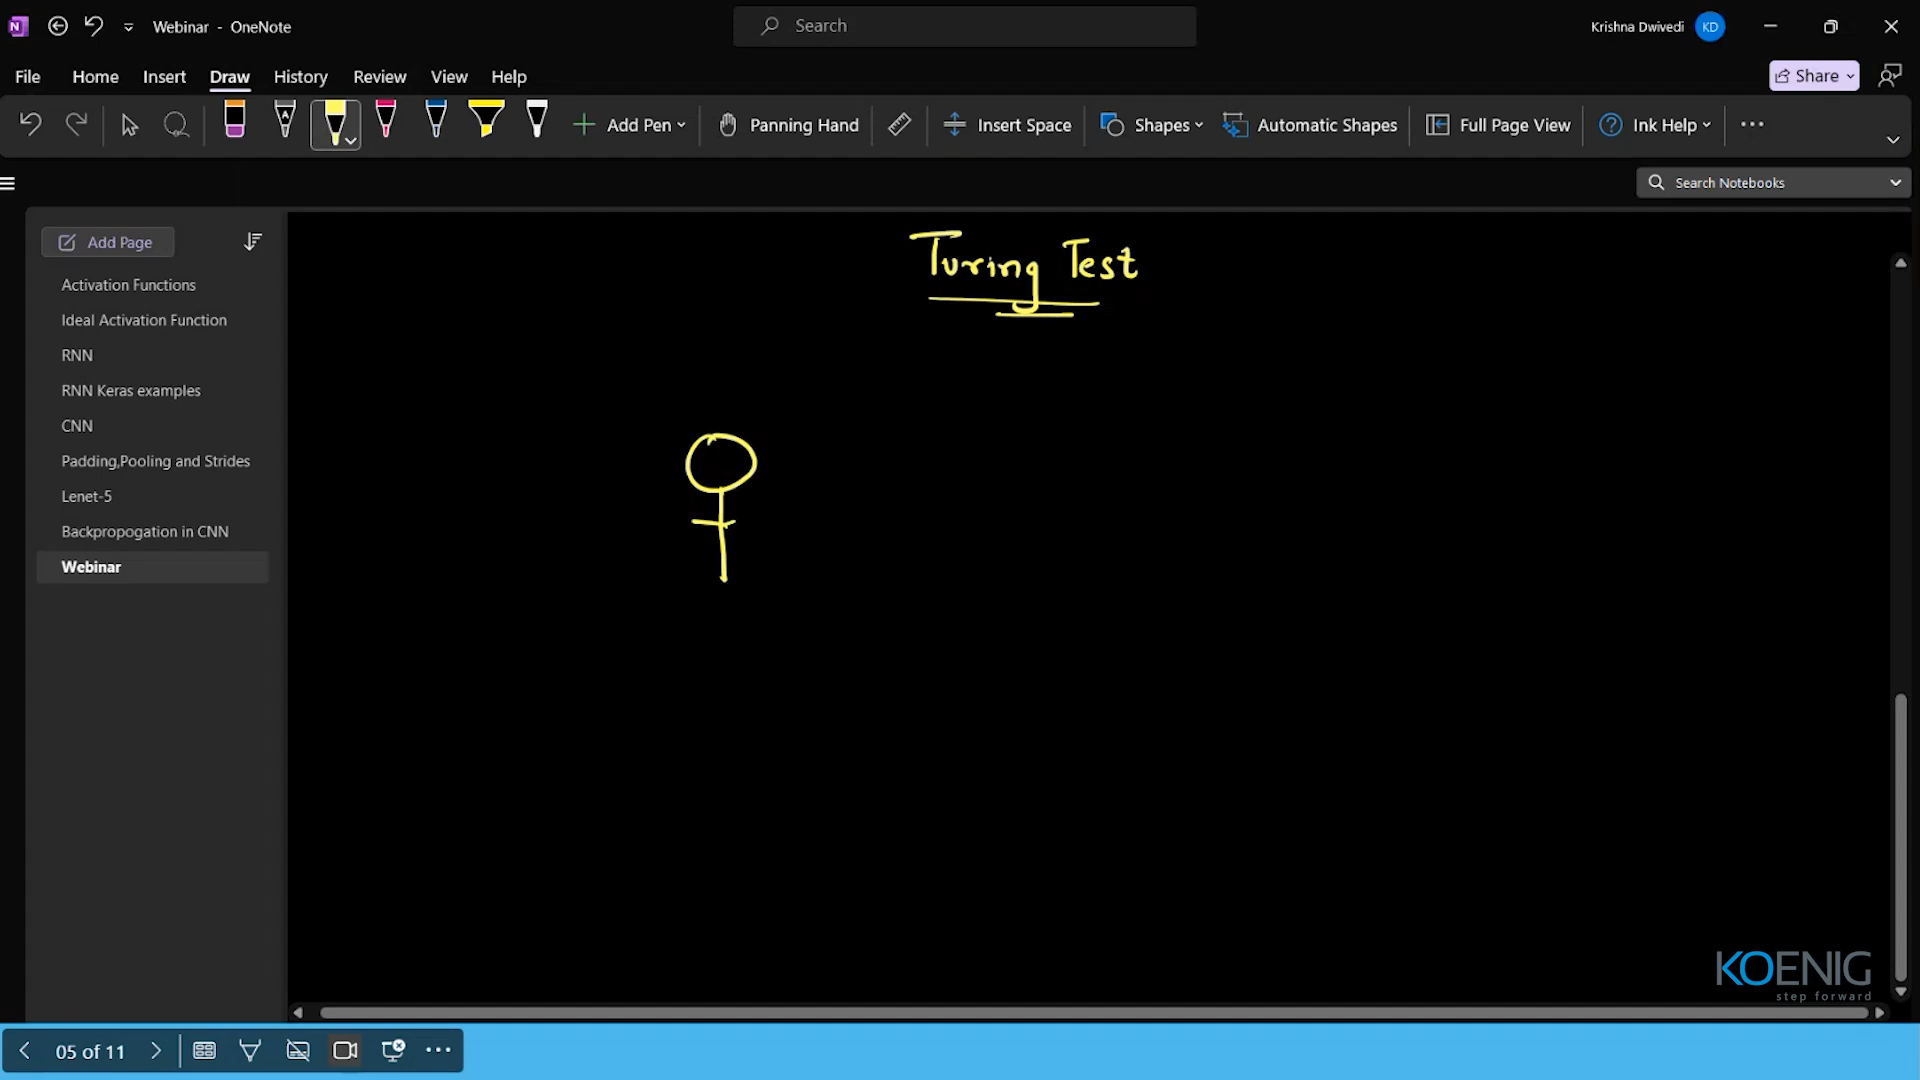 Webinar - OneNote
Search
Krishna Dwivedi KD
File Home Insert Draw History Review View Help
Share
Add Pen Panning Hand Insert Space Shapes Automatic Shapes Full Page View Ink Help
Search Notebooks
Add Page
Activation Functions
Ideal Activation Function
RNN
RNN Keras examples
CNN
Padding,Pooling and Strides
Lenet-5
Backpropogation in CNN
Webinar
Turing Test
KOENIG
step forward
05 of 11